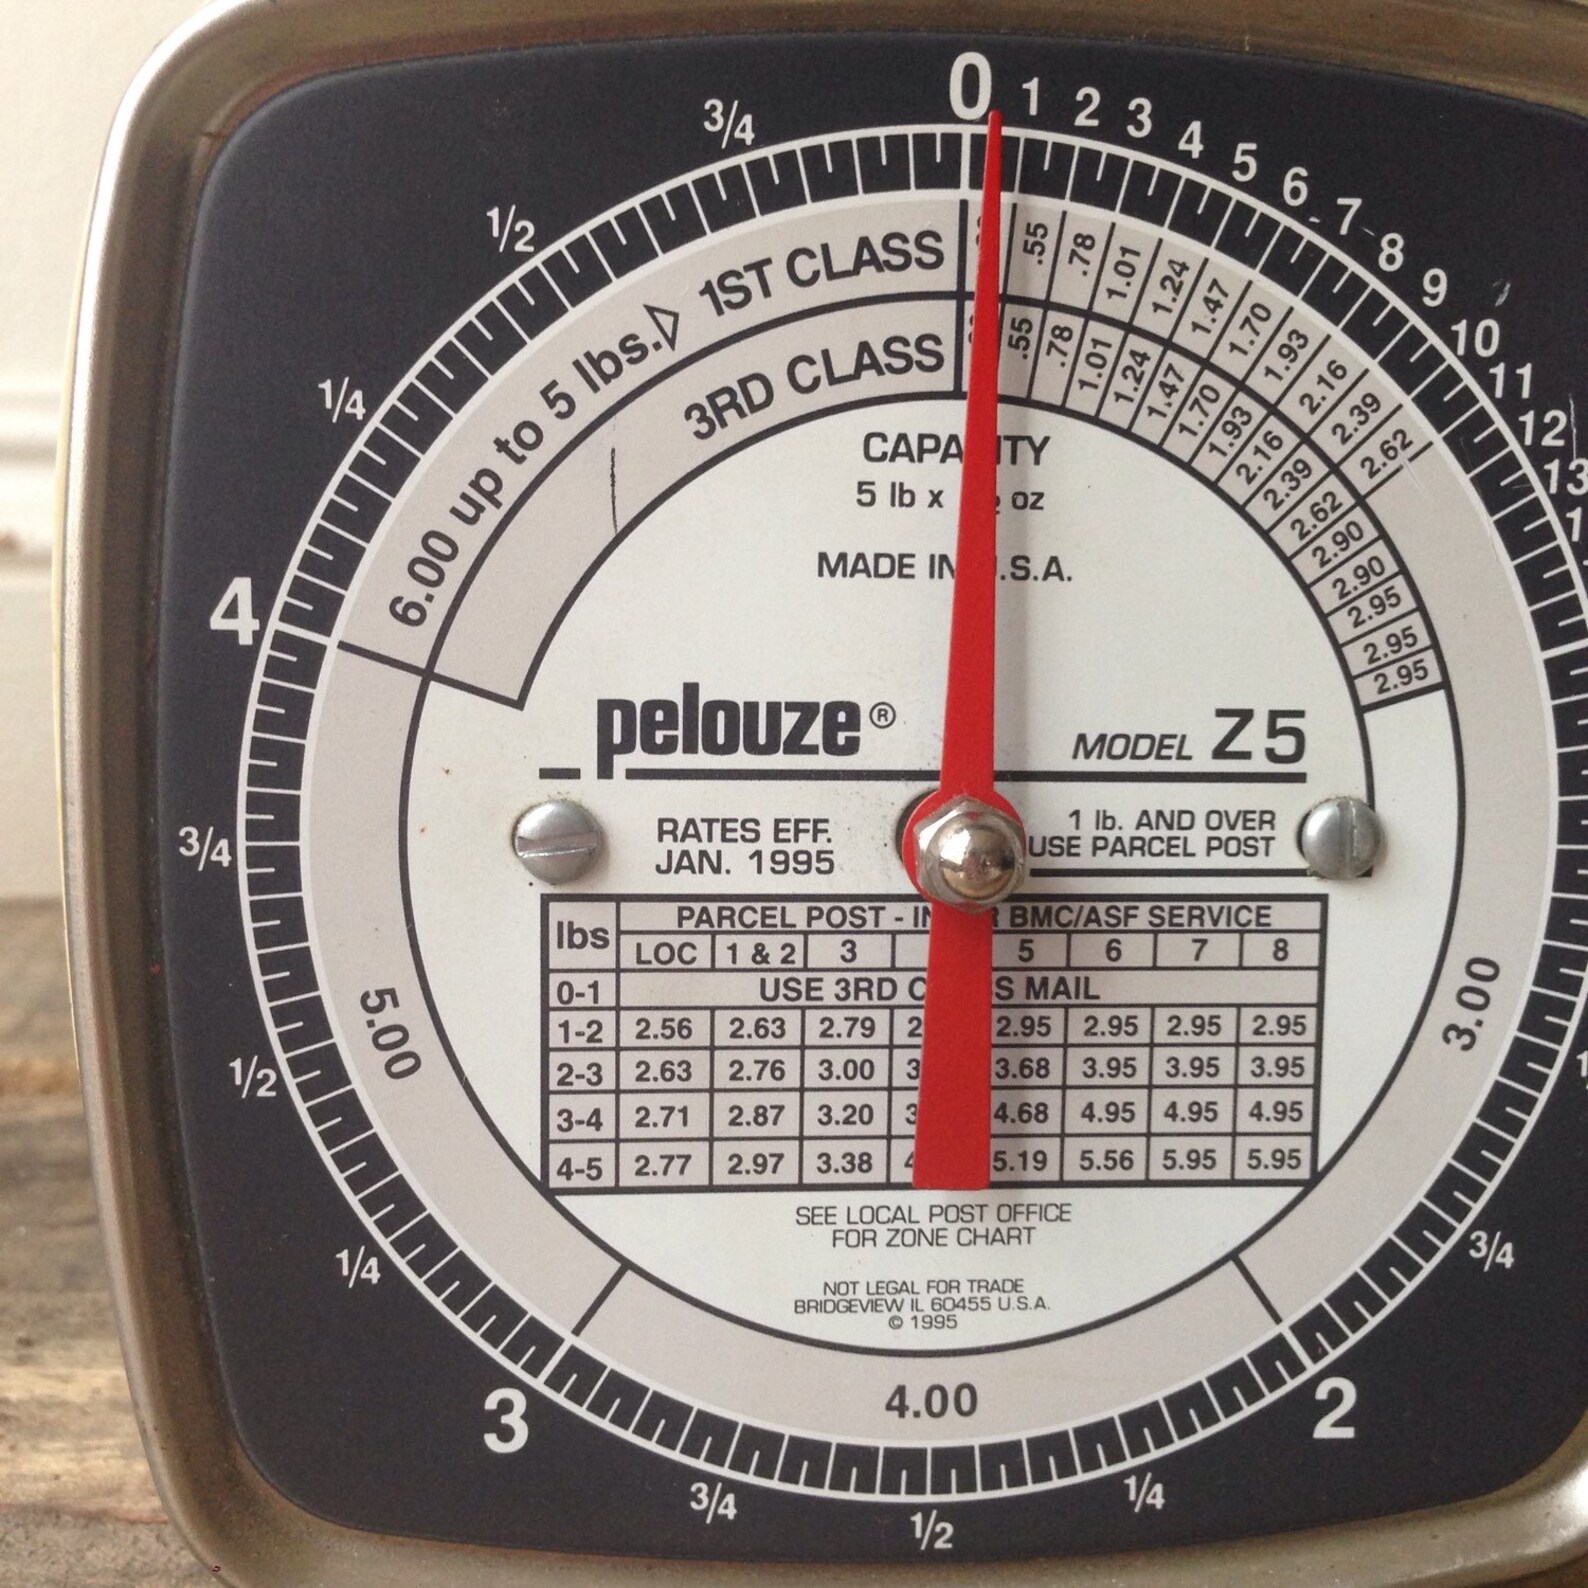 0 1 2 3 4 5 6 7 8 9 10 11 12 13
3/4
1/2
1/4
4
3/4
1/2
1/4
3
3/4
1/2
1/4
2
3/4
6.00 up to 5 lbs. 1ST CLASS
.55 .78 1.01 1.24 1.47 1.70 1.93 2.16 2.39 2.62
3RD CLASS
.55 .78 1.01 1.24 1.47 1.70 1.93 2.16 2.39 2.62 2.90 2.90 2.95 2.95 2.95
3.00
4.00
5.00
CAPACITY
5 lb x ½ oz
MADE IN U.S.A.
pelouze®
MODEL Z5
RATES EFF.
JAN. 1995
1 lb. AND OVER
USE PARCEL POST
lbs PARCEL POST - INTER BMC/ASF SERVICE
LOC 1 & 2 3 5 6 7 8
0-1 USE 3RD CLASS MAIL
1-2 2.56 2.63 2.79 2.95 2.95 2.95 2.95
2-3 2.63 2.76 3.00 3.68 3.95 3.95 3.95
3-4 2.71 2.87 3.20 4.68 4.95 4.95 4.95
4-5 2.77 2.97 3.38 5.19 5.56 5.95 5.95
SEE LOCAL POST OFFICE
FOR ZONE CHART
NOT LEGAL FOR TRADE
BRIDGEVIEW IL 60455 U.S.A.
© 1995